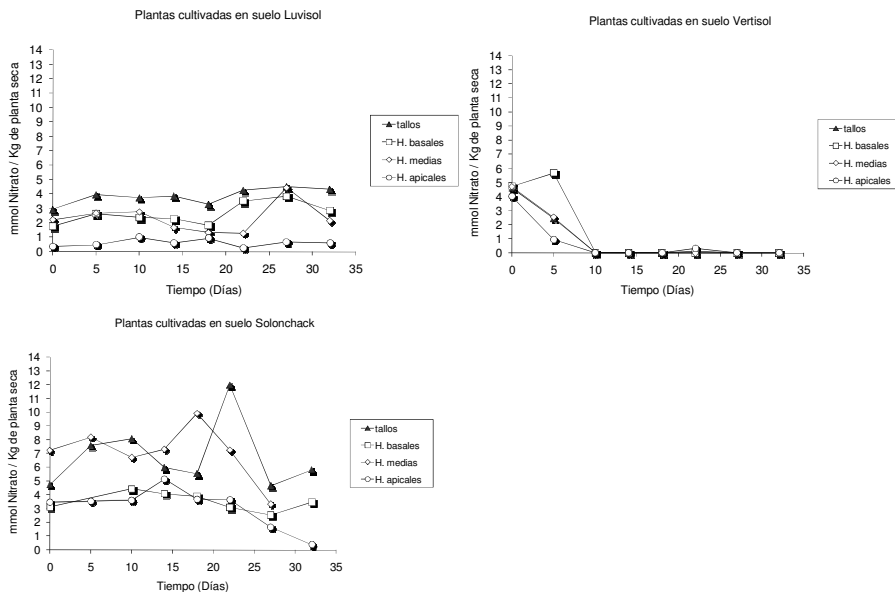 Plantas cultivadas en suelo Luvisol
mmol Nitrato / Kg de planta seca
14
13
12
11
10
9
8
7
6
5
4
3
2
1
0
0 5 10 15 20 25 30 35
Tiempo (Días)
tallos
H. basales
H. medias
H. apicales
Plantas cultivadas en suelo Vertisol
mmol Nitrato / Kg de planta seca
14
13
12
11
10
9
8
7
6
5
4
3
2
1
0
0 5 10 15 20 25 30 35
Tiempo (Días)
tallos
H. basales
H. medias
H. apicales
Plantas cultivadas en suelo Solonchack
mmol Nitrato / Kg de planta seca
14
13
12
11
10
9
8
7
6
5
4
3
2
1
0
0 5 10 15 20 25 30 35
Tiempo (Días)
tallos
H. basales
H. medias
H. apicales